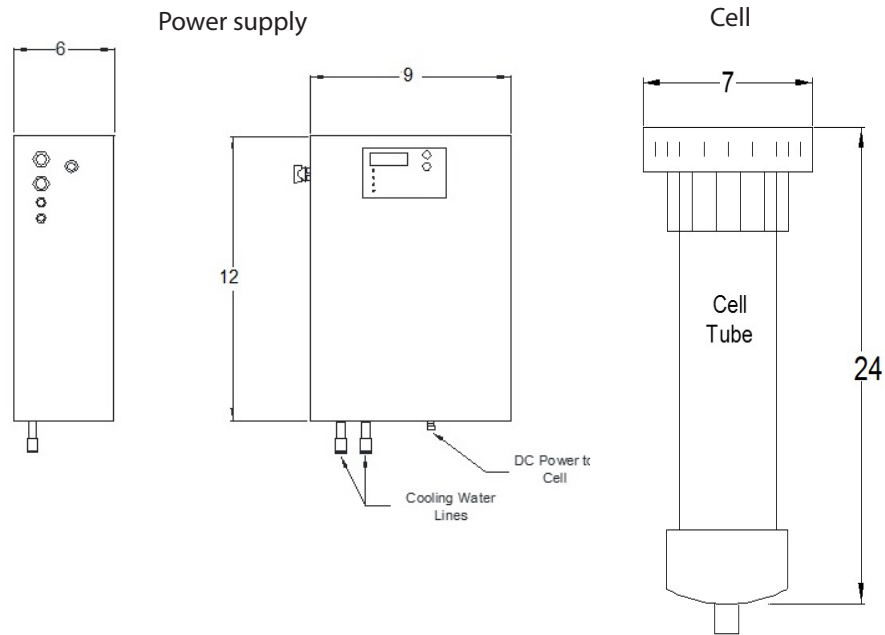 Power supply
Cell
6
9
7
12
Cell
Tube
24
DC Power to
Cell
Cooling Water
Lines